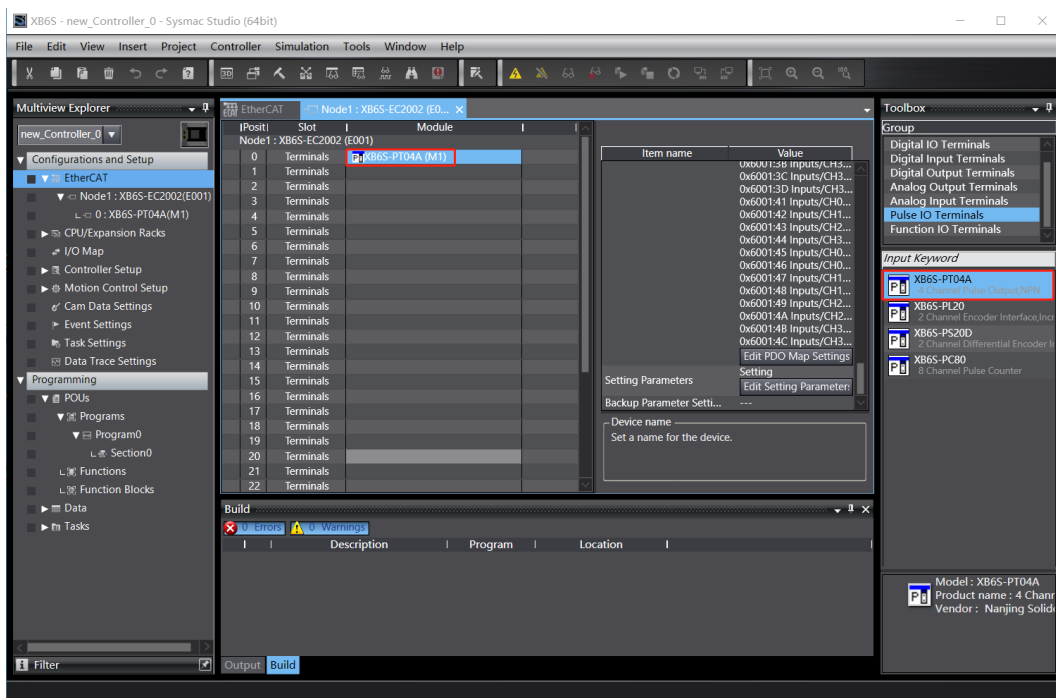 XB6S - new_Controller_0 - Sysmac Studio (64bit)
File Edit View Insert Project Controller Simulation Tools Window Help
Multiview Explorer
new_Controller_0
Configurations and Setup
EtherCAT
Node1 : XB6S-EC2002(E001)
0 : XB6S-PT04A(M1)
CPU/Expansion Racks
I/O Map
Controller Setup
Motion Control Setup
Cam Data Settings
Event Settings
Task Settings
Data Trace Settings
Programming
POUs
Programs
Program0
Section0
Functions
Function Blocks
Data
Tasks
Filter
EtherCAT Node1 : XB6S-EC2002 (E0...
Posit Slot Module
Node1 : XB6S-EC2002 (E001)
0 Terminals XB6S-PT04A (M1)
1 Terminals
2 Terminals
3 Terminals
4 Terminals
5 Terminals
6 Terminals
7 Terminals
8 Terminals
9 Terminals
10 Terminals
11 Terminals
12 Terminals
13 Terminals
14 Terminals
15 Terminals
16 Terminals
17 Terminals
18 Terminals
19 Terminals
20 Terminals
21 Terminals
22 Terminals
Item name Value
0x6001:3B Inputs/CH3...
0x6001:3C Inputs/CH3...
0x6001:3D Inputs/CH3...
0x6001:41 Inputs/CH0...
0x6001:42 Inputs/CH1...
0x6001:43 Inputs/CH2...
0x6001:44 Inputs/CH3...
0x6001:45 Inputs/CH0...
0x6001:46 Inputs/CH0...
0x6001:47 Inputs/CH1...
0x6001:48 Inputs/CH1...
0x6001:49 Inputs/CH2...
0x6001:4A Inputs/CH2...
0x6001:4B Inputs/CH3...
0x6001:4C Inputs/CH3...
Edit PDO Map Settings
Setting
Setting Parameters Edit Setting Parameter
Backup Parameter Setti... ---
Device name
Set a name for the device.
Build
0 Errors 0 Warnings
Description Program Location
Output Build
Toolbox
Group
Digital IO Terminals
Digital Input Terminals
Digital Output Terminals
Analog Output Terminals
Analog Input Terminals
Pulse IO Terminals
Function IO Terminals
Input Keyword
XB6S-PT04A
4 Channel Pulse Output,NPN
XB6S-PL20
2 Channel Encoder Interface,Incr
XB6S-PS20D
2 Channel Differential Encoder I
XB6S-PC80
8 Channel Pulse Counter
Model : XB6S-PT04A
Product name : 4 Chann
Vendor : Nanjing Solid